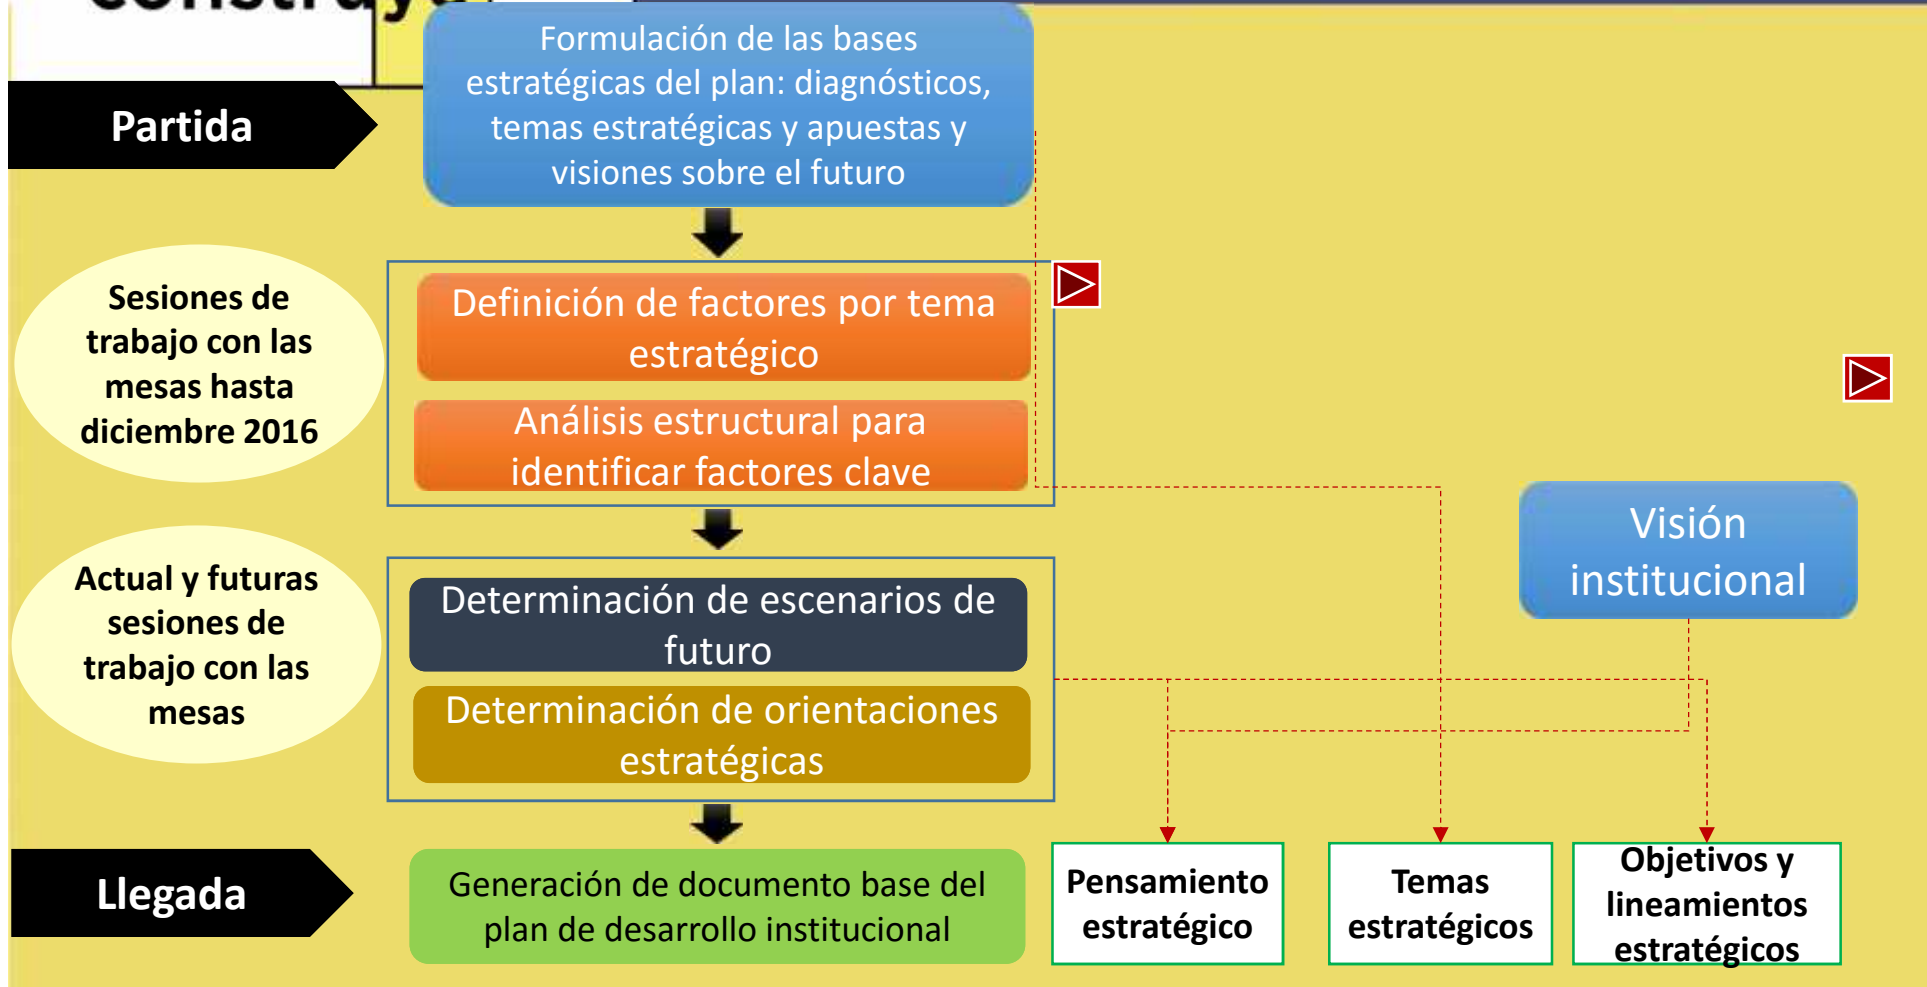 Formulación de las bases
estratégicas del plan: diagnósticos,
temas estratégicas y apuestas y
visiones sobre el futuro
Partida
Sesiones de
trabajo con las
mesas hasta
diciembre 2016
Definición de factores por tema
estratégico
Análisis estructural para
identificar factores clave
Visión
institucional
Actual y futuras
sesiones de
trabajo con las
mesas
Determinación de escenarios de
futuro
Determinación de orientaciones
estratégicas
Llegada
Generación de documento base del
plan de desarrollo institucional
Pensamiento
estratégico
Temas
estratégicos
Objetivos y
lineamientos
estratégicos